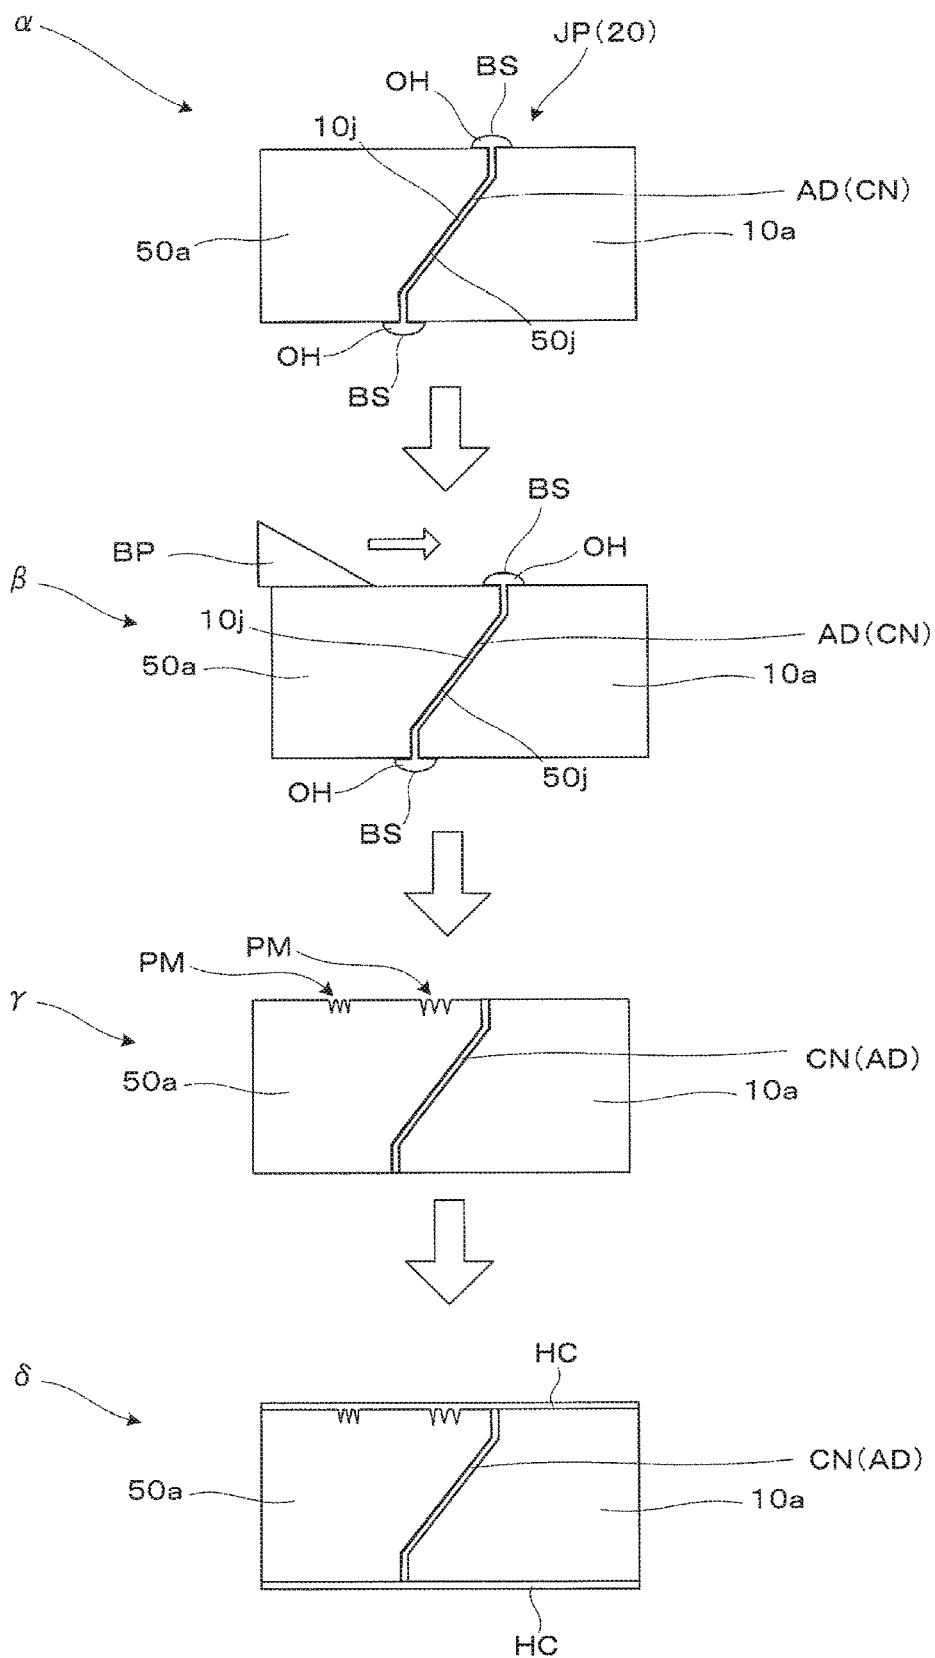 α
JP(20)
BS
OH
10j
AD(CN)
50a
10a
50j
OH
BS
BS
OH
BP
β
10j
AD(CN)
50a
10a
50j
OH
BS
PM
PM
γ
CN(AD)
50a
10a
HC
δ
CN(AD)
50a
10a
HC